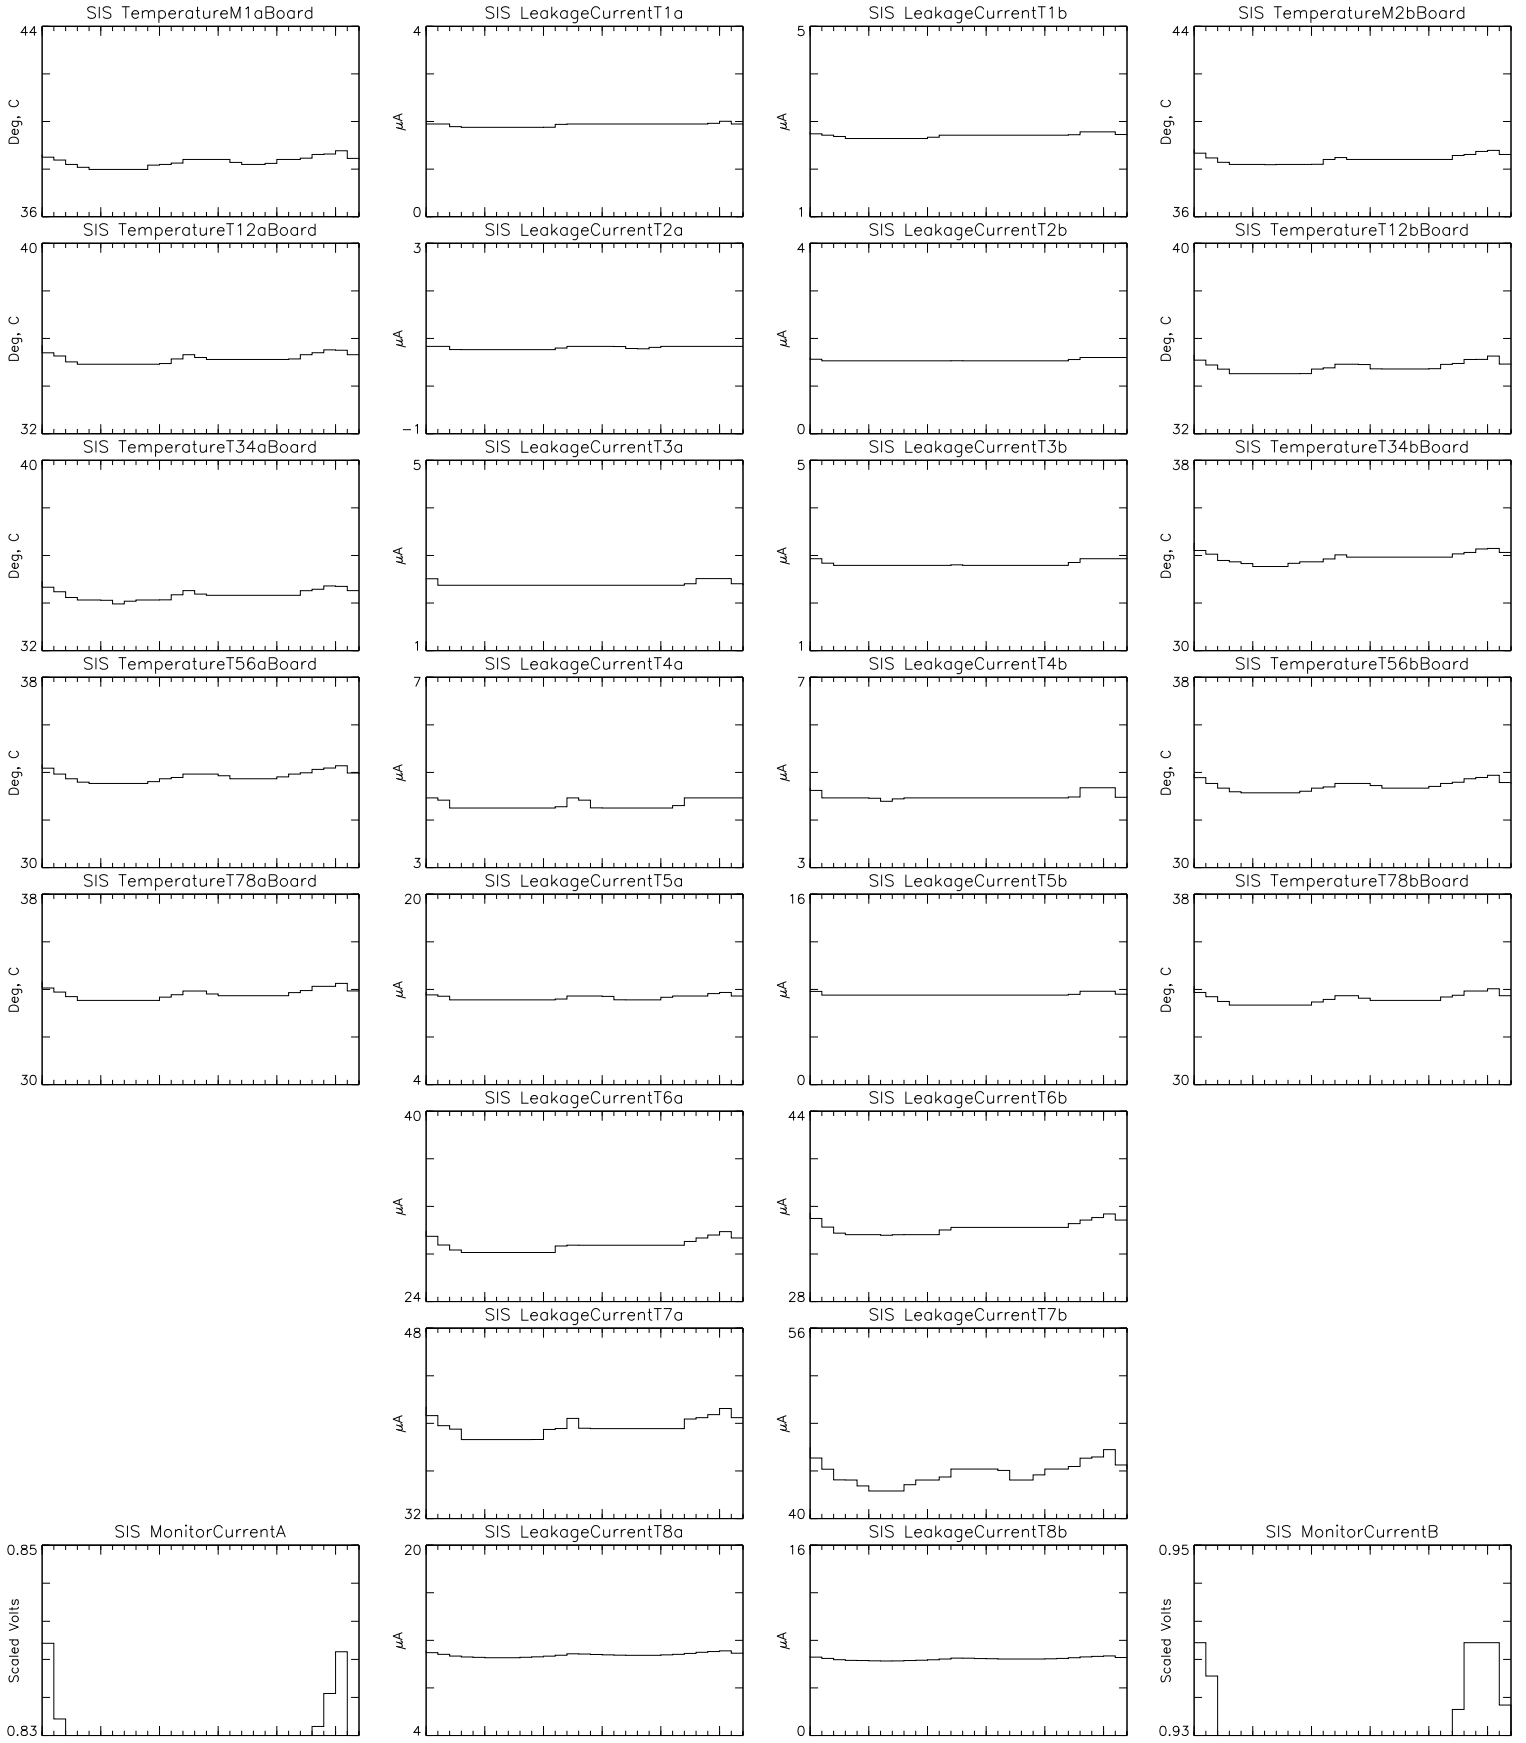 SIS TemperatureM1aBoard
44
Deg, C
36
SIS LeakageCurrentT1a
4
μA
0
SIS LeakageCurrentT1b
5
μA
1
SIS TemperatureM2bBoard
44
Deg, C
36
SIS TemperatureT12aBoard
40
Deg, C
32
SIS LeakageCurrentT2a
3
μA
-1
SIS LeakageCurrentT2b
4
μA
0
SIS TemperatureT12bBoard
40
Deg, C
32
SIS TemperatureT34aBoard
40
Deg, C
32
SIS LeakageCurrentT3a
5
μA
1
SIS LeakageCurrentT3b
5
μA
1
SIS TemperatureT34bBoard
38
Deg, C
30
SIS TemperatureT56aBoard
38
Deg, C
30
SIS LeakageCurrentT4a
7
μA
3
SIS LeakageCurrentT4b
7
μA
3
SIS TemperatureT56bBoard
38
Deg, C
30
SIS TemperatureT78aBoard
38
Deg, C
30
SIS LeakageCurrentT5a
20
μA
4
SIS LeakageCurrentT5b
16
μA
0
SIS TemperatureT78bBoard
38
Deg, C
30
SIS LeakageCurrentT6a
40
μA
24
SIS LeakageCurrentT6b
44
μA
28
SIS LeakageCurrentT7a
48
μA
32
SIS LeakageCurrentT7b
56
μA
40
SIS MonitorCurrentA
0.85
Scaled Volts
0.83
SIS LeakageCurrentT8a
20
μA
4
SIS LeakageCurrentT8b
16
μA
0
SIS MonitorCurrentB
0.95
Scaled Volts
0.93